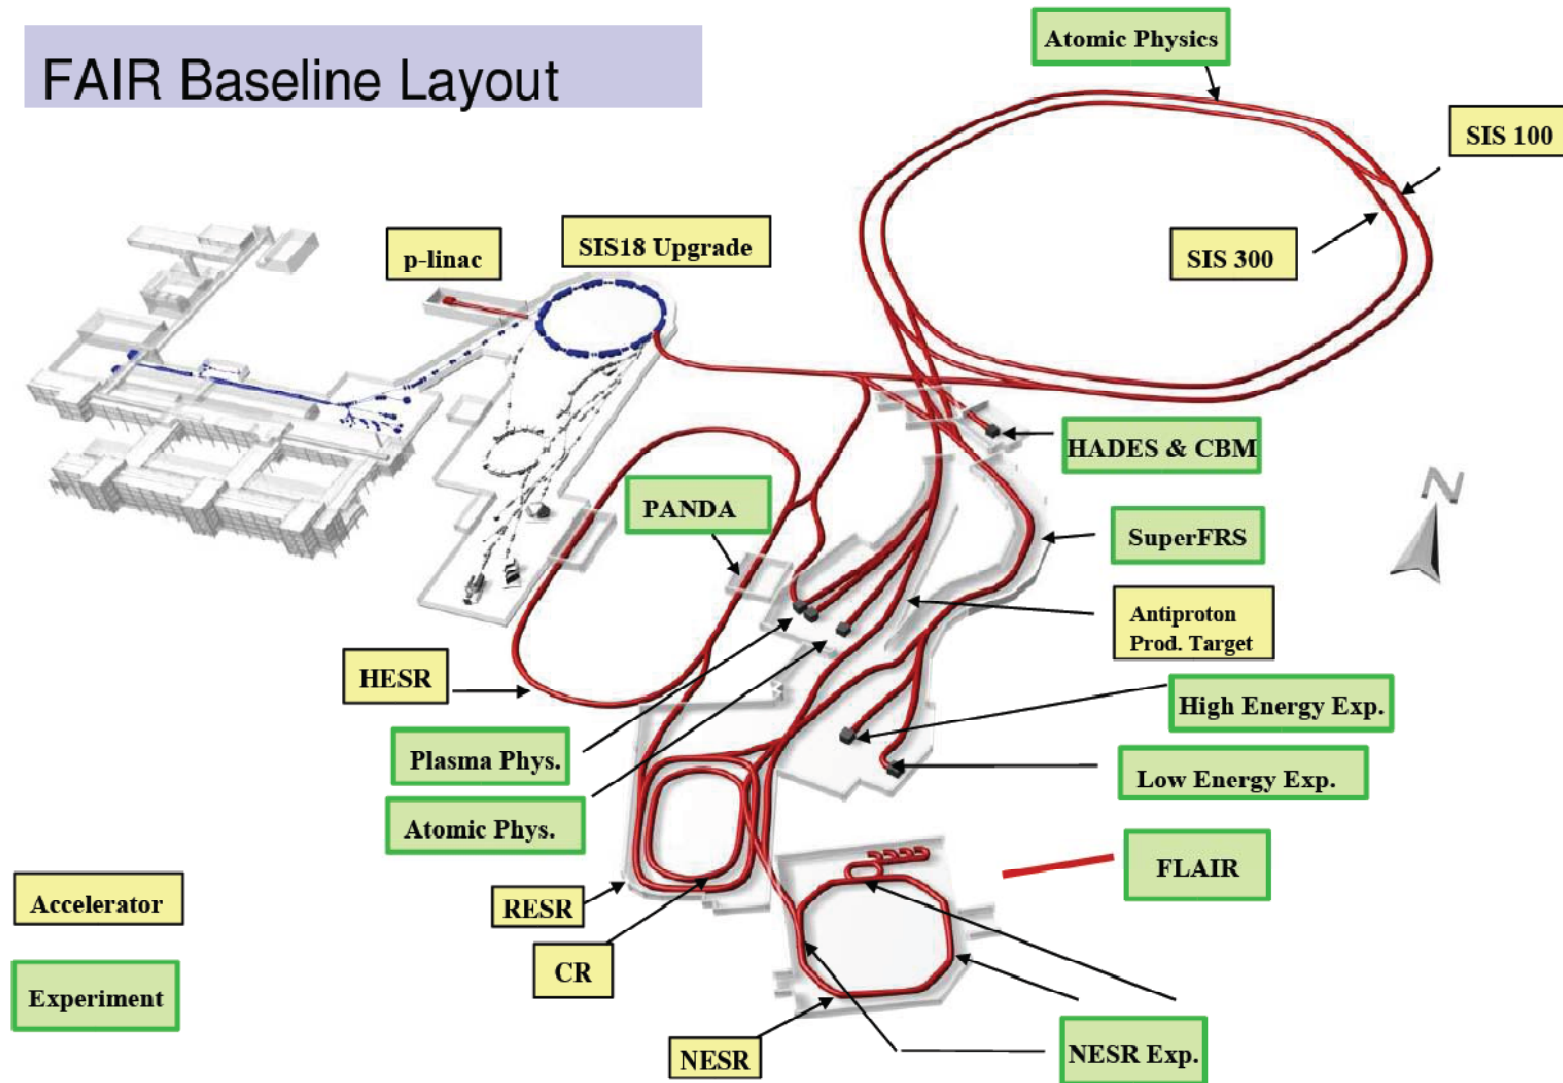 FAIR Baseline Layout
Atomic Physics
SIS 100
p-linac
SIS18 Upgrade
SIS 300
HADES & CBM
PANDA
SuperFRS
Antiproton
Prod. Target
HESR
High Energy Exp.
Plasma Phys.
Low Energy Exp.
Atomic Phys.
FLAIR
Accelerator
RESR
CR
Experiment
NESR
NESR Exp.
N